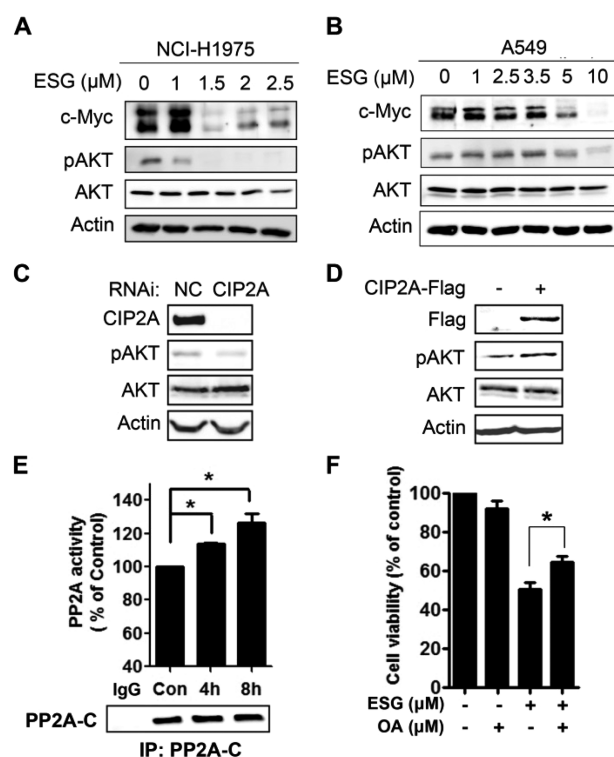 A
NCI-H1975
ESG (μM)
0 1 1.5 2 2.5
c-Myc
pAKT
AKT
Actin
B
A549
ESG (μM)
0 1 2.5 3.5 5 10
c-Myc
pAKT
AKT
Actin
C
RNAi: NC CIP2A
CIP2A
pAKT
AKT
Actin
D
CIP2A-Flag - +
Flag
pAKT
AKT
Actin
E
PP2A activity
( % of Control)
140
120
100
80
60
40
*
*
IgG Con 4h 8h
PP2A-C
IP: PP2A-C
F
Cell viability (% of control)
100
80
60
40
20
0
*
ESG (μM) - - + +
OA (μM) - + - +